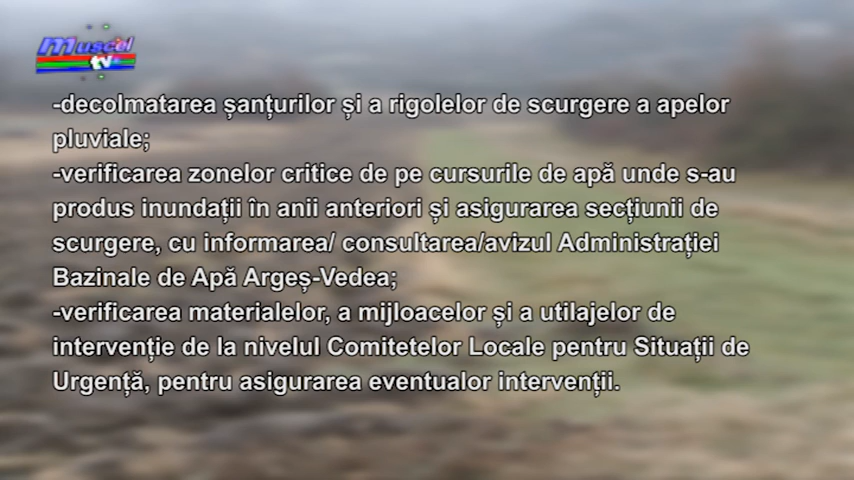 Muscel
tv
-decolmatarea șanțurilor și a rigolelor de scurgere a apelor
pluviale;
-verificarea zonelor critice de pe cursurile de apă unde s-au
produs inundații în anii anteriori și asigurarea secțiunii de
scurgere, cu informarea/ consultarea/avizul Administrației
Bazinale de Apă Argeș-Vedea;
-verificarea materialelor, a mijloacelor și a utilajelor de
intervenție de la nivelul Comitetelor Locale pentru Situații de
Urgență, pentru asigurarea eventualor intervenții.